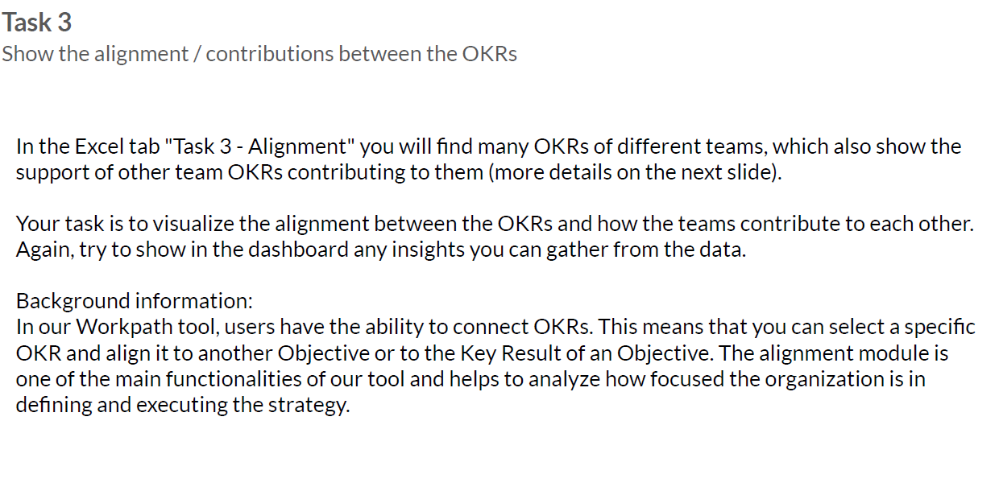 Task 3
Show the alignment / contributions between the OKRs
In the Excel tab "Task 3 - Alignment" you will find many OKRs of different teams, which also show the
support of other team OKRs contributing to them (more details on the next slide).
Your task is to visualize the alignment between the OKRs and how the teams contribute to each other.
Again, try to show in the dashboard any insights you can gather from the data.
Background information:
In our Workpath tool, users have the ability to connect OKRs. This means that you can select a specific
OKR and align it to another Objective or to the Key Result of an Objective. The alignment module is
one of the main functionalities of our tool and helps to analyze how focused the organization is in
defining and executing the strategy.